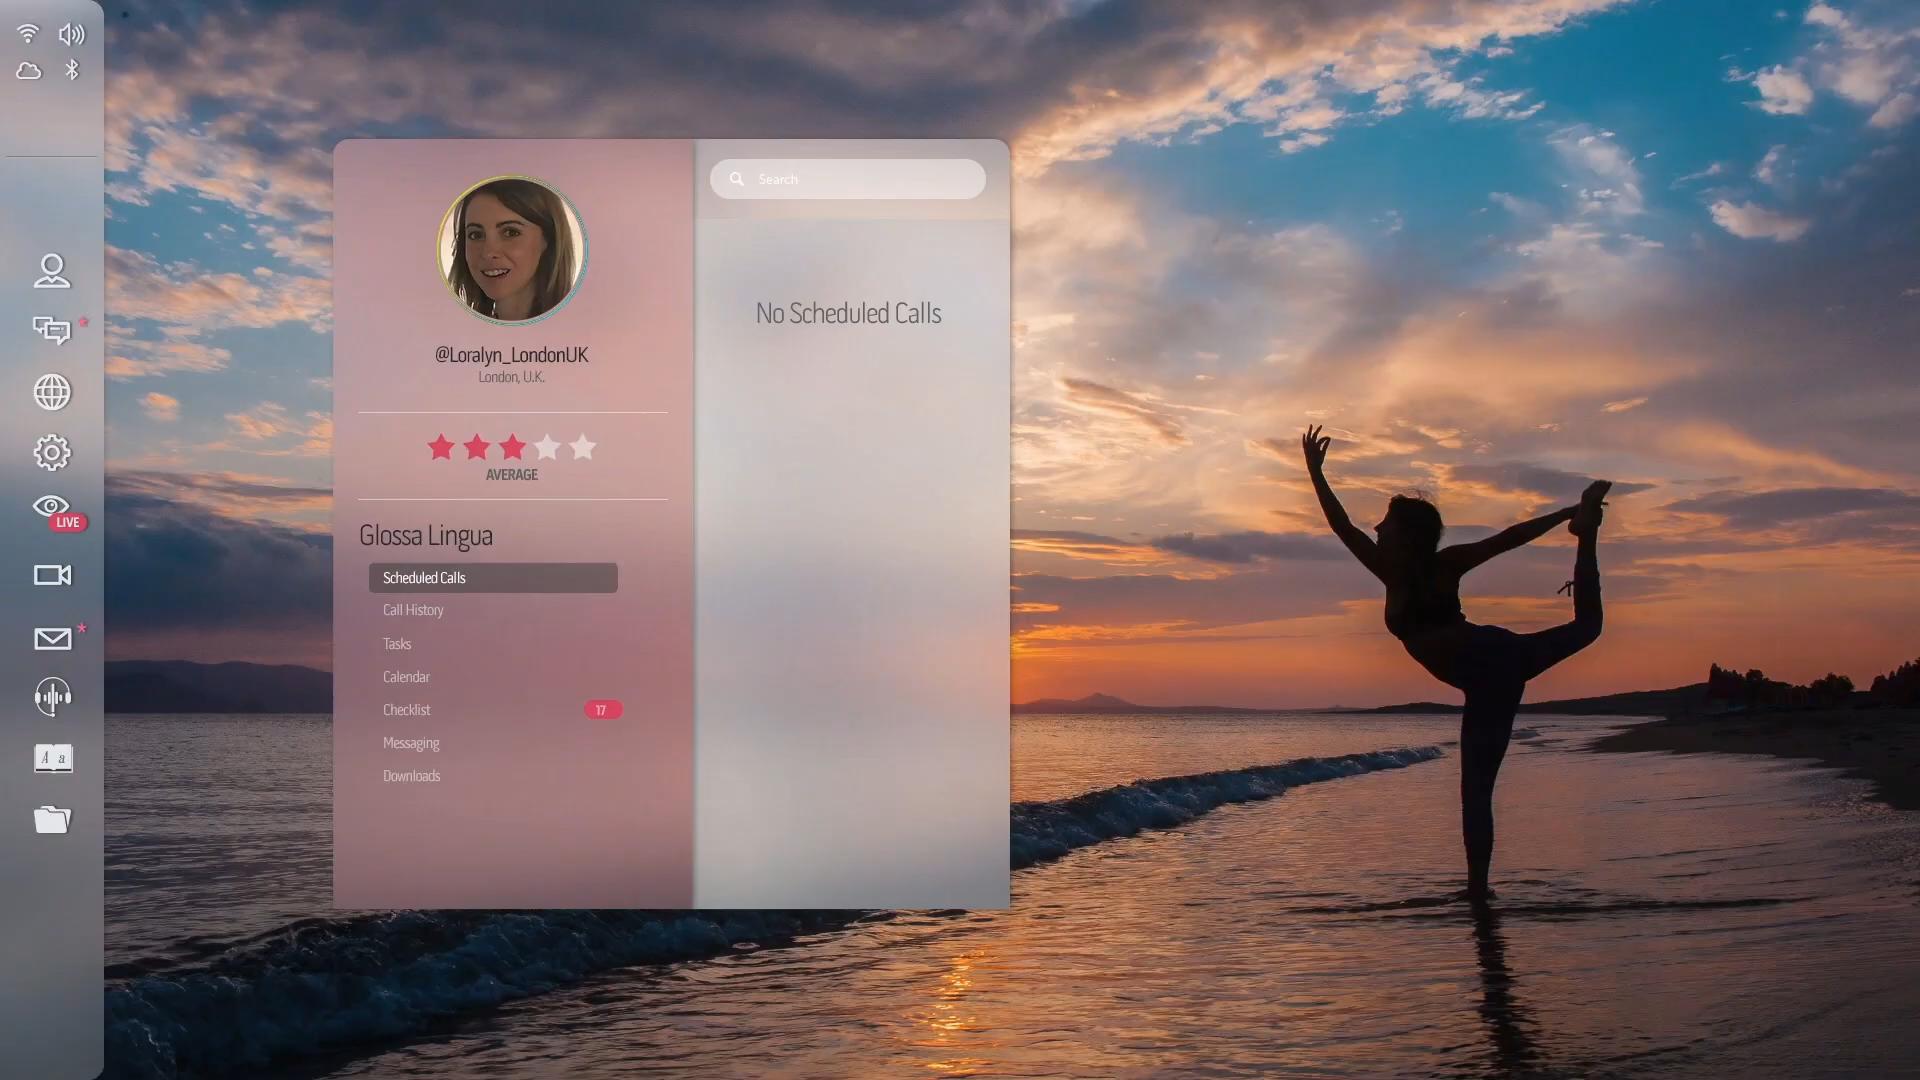 Search
No Scheduled Calls
@Loralyn_LondonUK
London, U.K.
AVERAGE
Glossa Lingua
Scheduled Calls
Call History
Tasks
Calendar
Checklist 17
Messaging
Downloads
LIVE
A a